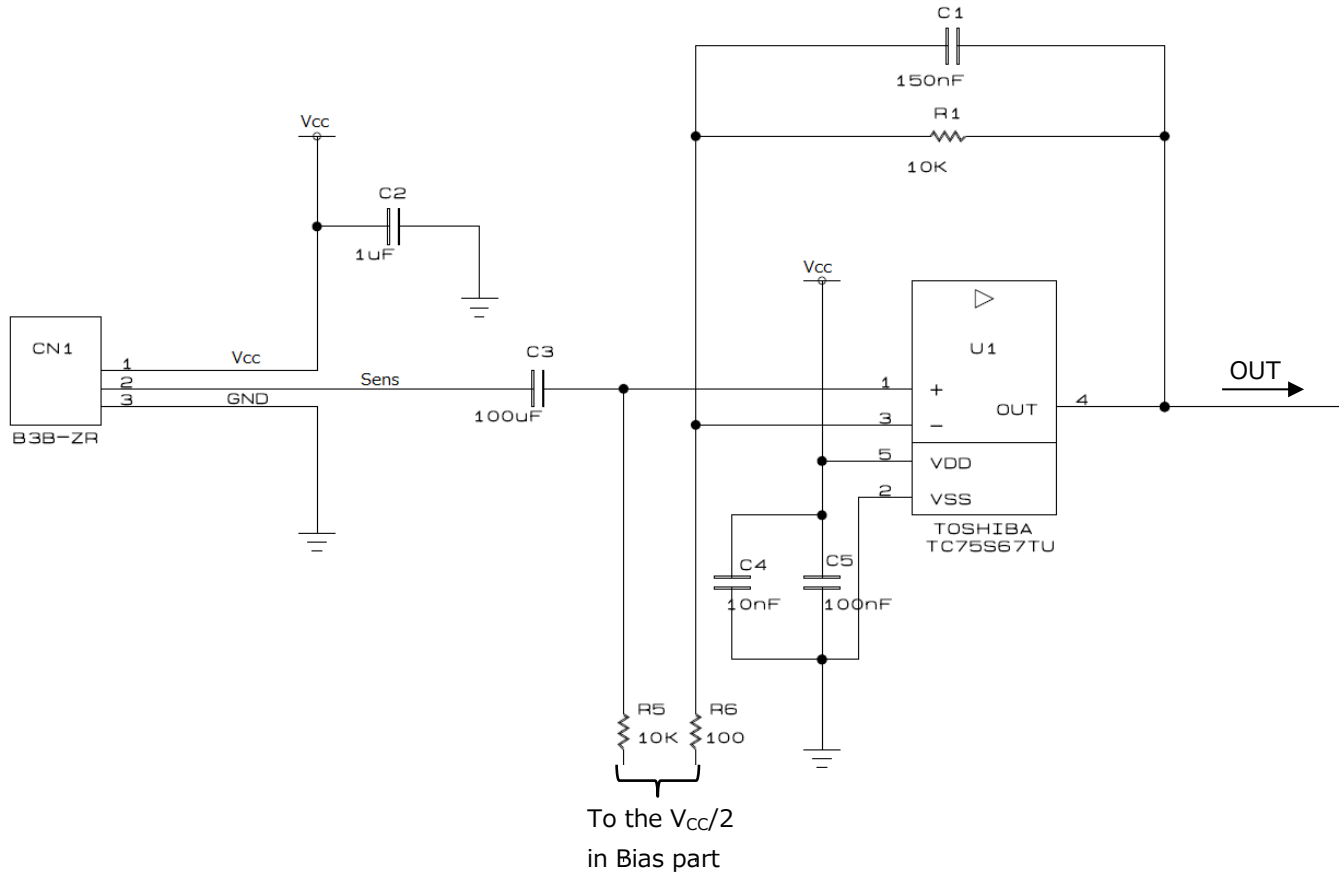 C1
150nF
R1
10K
Vcc
C2
1uF
Vcc
CN1
1
2
3
Vcc
Sens
GND
B3B-ZR
C3
100uF
U1
1
+
3
-
OUT
4
OUT
5
VDD
2
VSS
TOSHIBA
TC75S67TU
C4
10nF
C5
100nF
R5
10K
R6
100
To the VCC/2
in Bias part